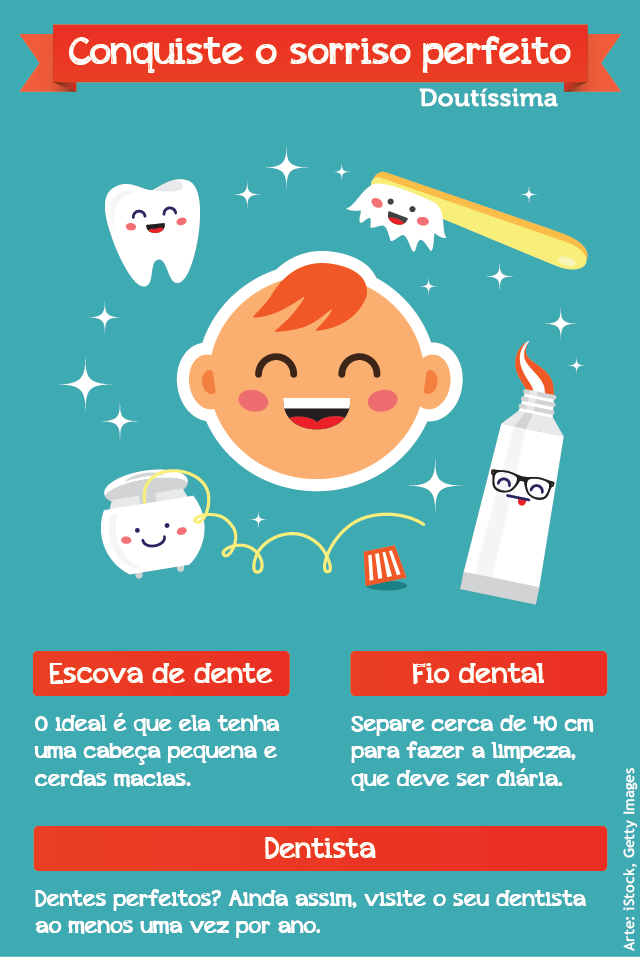 Conquiste o sorriso perfeito
Doutíssima
Escova de dente
O ideal é que ela tenha
uma cabeça pequena e
cerdas macias.
Fio dental
Separe cerca de 40 cm
para fazer a limpeza,
que deve ser diária.
Dentista
Dentes perfeitos? Ainda assim, visite o seu dentista
ao menos uma vez por ano.
Arte: iStock, Getty Images